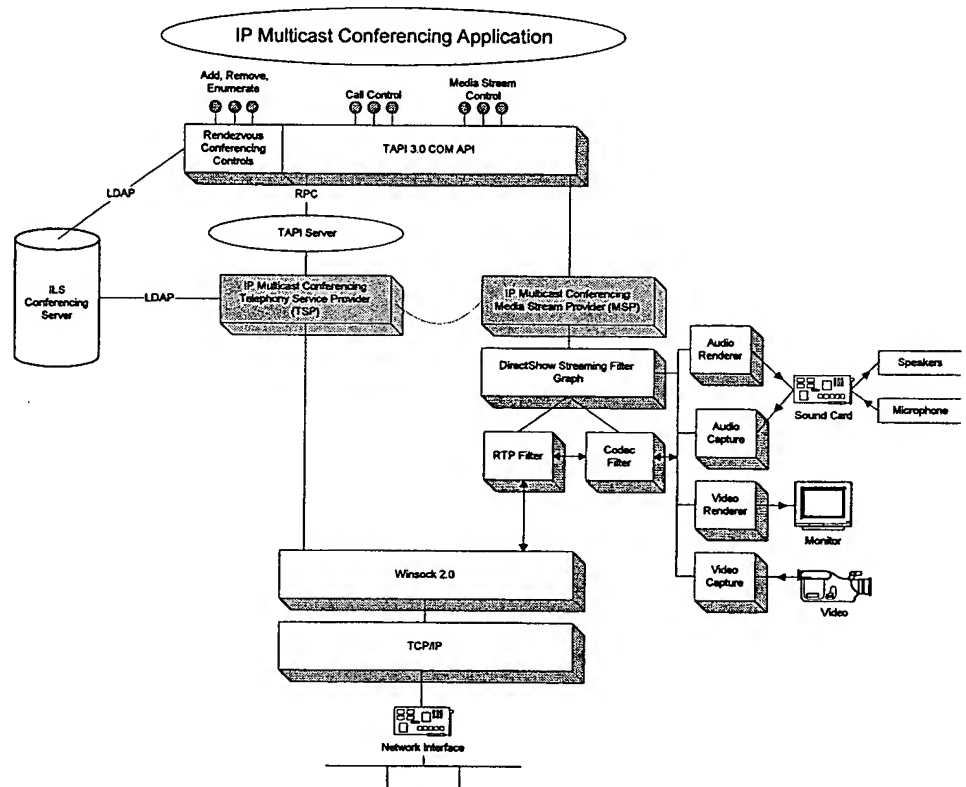 IP Multicast Conferencing Application
Add, Remove,
Enumerate
Call Control
Media Stream
Control
Rendezvous
Conferencing
Controls
TAPI 3.0 COM API
LDAP
RPC
TAPI Server
ILS
Conferencing
Server
LDAP
IP Multicast Conferencing
Telephony Service Provider
(TSP)
IP Multicast Conferencing
Media Stream Provider (MSP)
DirectShow Streaming Filter
Graph
Audio
Renderer
Speakers
Sound Card
Microphone
Audio
Capture
RTP Filter
Codec
Filter
Video
Renderer
Monitor
Video
Capture
Video
Winsock 2.0
TCP/IP
Network Interface